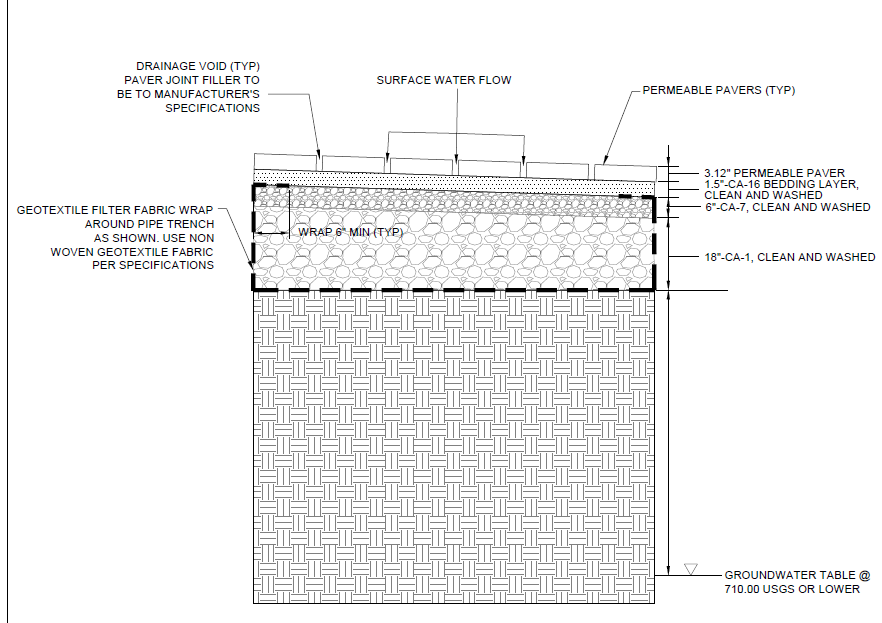 DRAINAGE VOID (TYP)
PAVER JOINT FILLER TO
BE TO MANUFACTURER'S
SPECIFICATIONS
SURFACE WATER FLOW
PERMEABLE PAVERS (TYP)
3.12" PERMEABLE PAVER
1.5"-CA-16 BEDDING LAYER,
CLEAN AND WASHED
6"-CA-7, CLEAN AND WASHED
GEOTEXTILE FILTER FABRIC WRAP
AROUND PIPE TRENCH
AS SHOWN. USE NON
WOVEN GEOTEXTILE FABRIC
PER SPECIFICATIONS
WRAP 6" MIN (TYP)
18"-CA-1, CLEAN AND WASHED
GROUNDWATER TABLE @
710.00 USGS OR LOWER